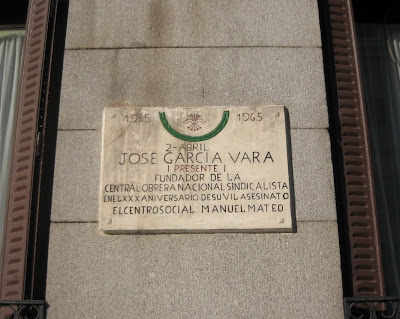 1935 1965
2-ABRIL
JOSE GARCÍA VARA
¡PRESENTE!
FUNDADOR DE LA
CENTRAL OBRERA NACIONAL SINDICALISTA
EN EL XXX ANIVERSARIO DE SU VIL ASESINATO
EL CENTRO SOCIAL MANUEL MATEO